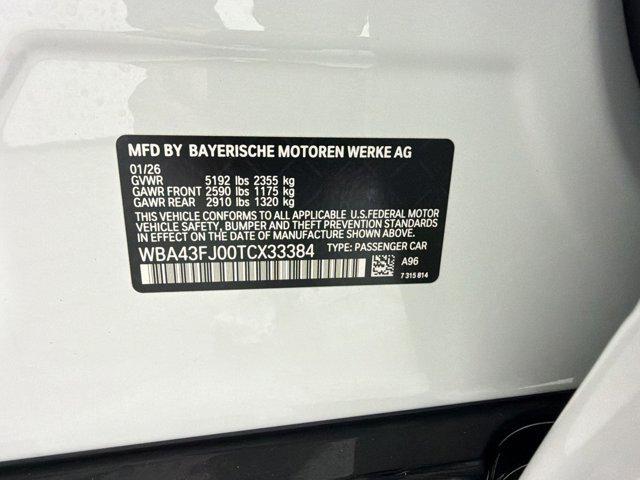 MFD BY BAYERISCHE MOTOREN WERKE AG
01/26
GVWR 5192 lbs 2355 kg
GAWR FRONT 2590 lbs 1175 kg
GAWR REAR 2910 lbs 1320 kg
THIS VEHICLE CONFORMS TO ALL APPLICABLE U.S.FEDERAL MOTOR
VEHICLE SAFETY, BUMPER AND THEFT PREVENTION STANDARDS
IN EFFECT ON THE DATE OF MANUFACTURE SHOWN ABOVE.
WBA43FJ00TCX33384 TYPE: PASSENGER CAR
A96
7 315 814